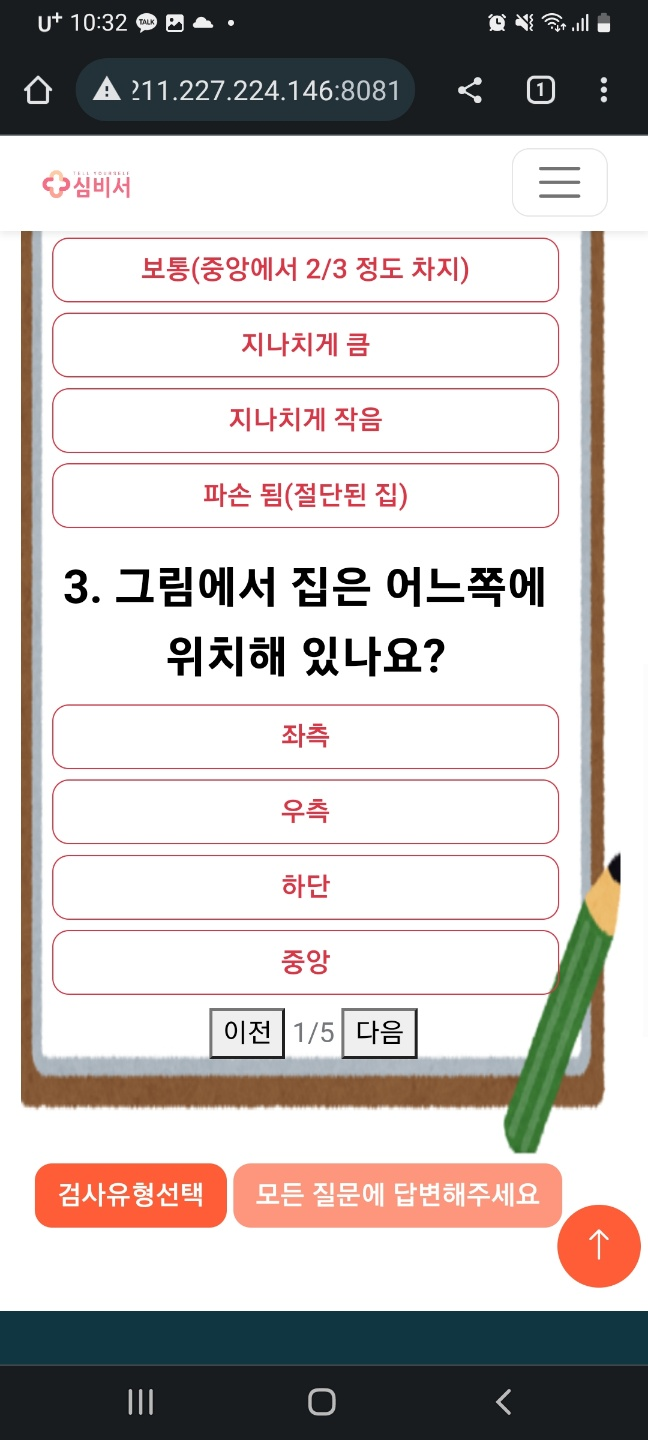 U+ 10:32 TALK
211.227.224.146:8081
1
TELL YOURSELF
심비서
보통(중앙에서 2/3 정도 차지)
지나치게 큼
지나치게 작음
파손 됨(절단된 집)
3. 그림에서 집은 어느쪽에
위치해 있나요?
좌측
우측
하단
중앙
이전 1/5 다음
검사유형선택 모든 질문에 답변해주세요